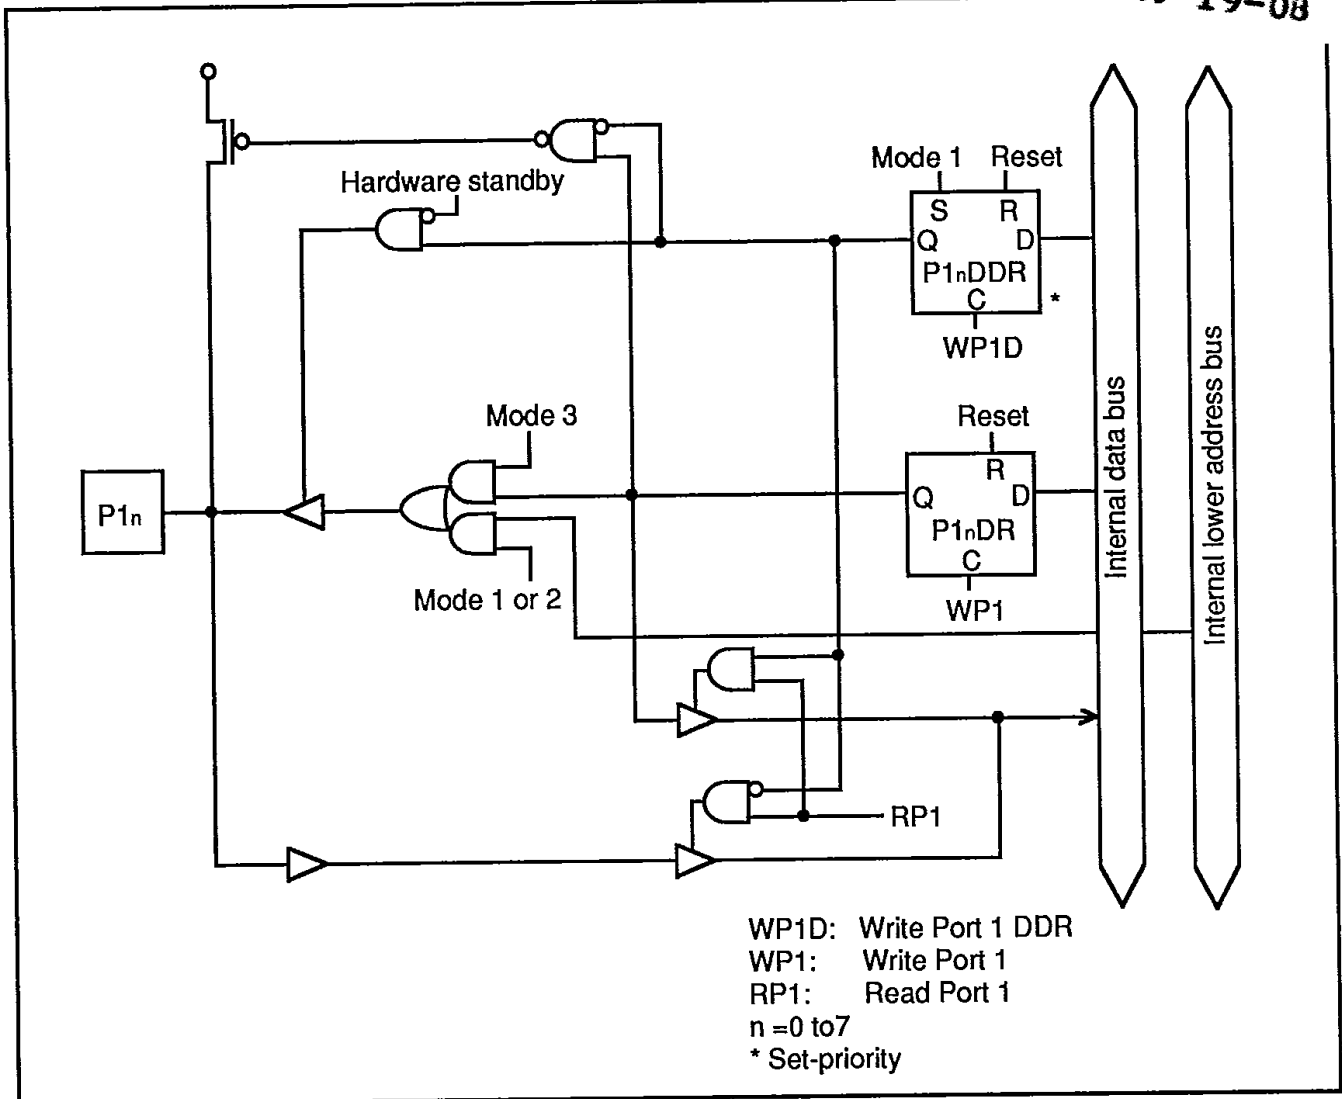 19-08
Mode 1 Reset
Hardware standby
S R
Q D
P1nDDR
C *
WP1D
Mode 3
Reset
R
Q D
P1nDR
C
WP1
P1n
Mode 1 or 2
Internal data bus
Internal lower address bus
RP1
WP1D: Write Port 1 DDR
WP1: Write Port 1
RP1: Read Port 1
n =0 to7
* Set-priority